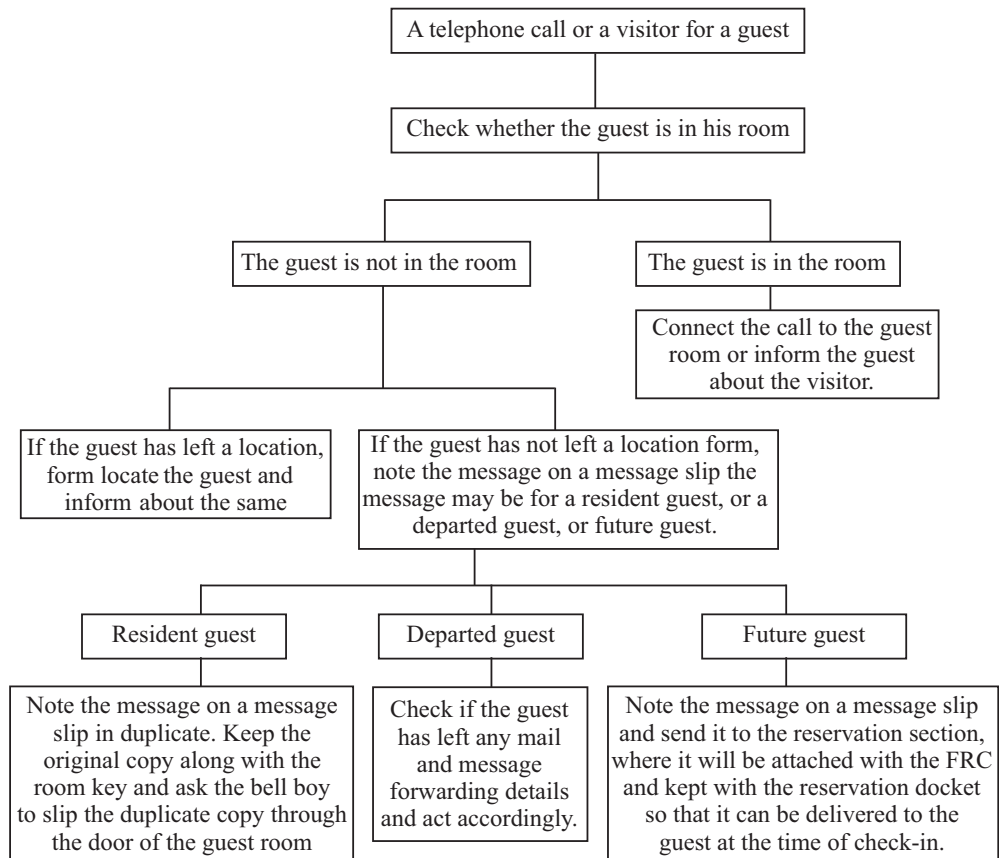 A telephone call or a visitor for a guest
Check whether the guest is in his room
The guest is not in the room
The guest is in the room
Connect the call to the guest
room or inform the guest
about the visitor.
If the guest has left a location,
form locate the guest and
inform about the same
If the guest has not left a location form,
note the message on a message slip the
message may be for a resident guest, or a
departed guest, or future guest.
Resident guest
Departed guest
Future guest
Note the message on a message
slip in duplicate. Keep the
original copy along with the
room key and ask the bell boy
to slip the duplicate copy through
the door of the guest room
Check if the guest
has left any mail
and message
forwarding details
and act accordingly.
Note the message on a message slip
and send it to the reservation section,
where it will be attached with the FRC
and kept with the reservation docket
so that it can be delivered to the
guest at the time of check-in.